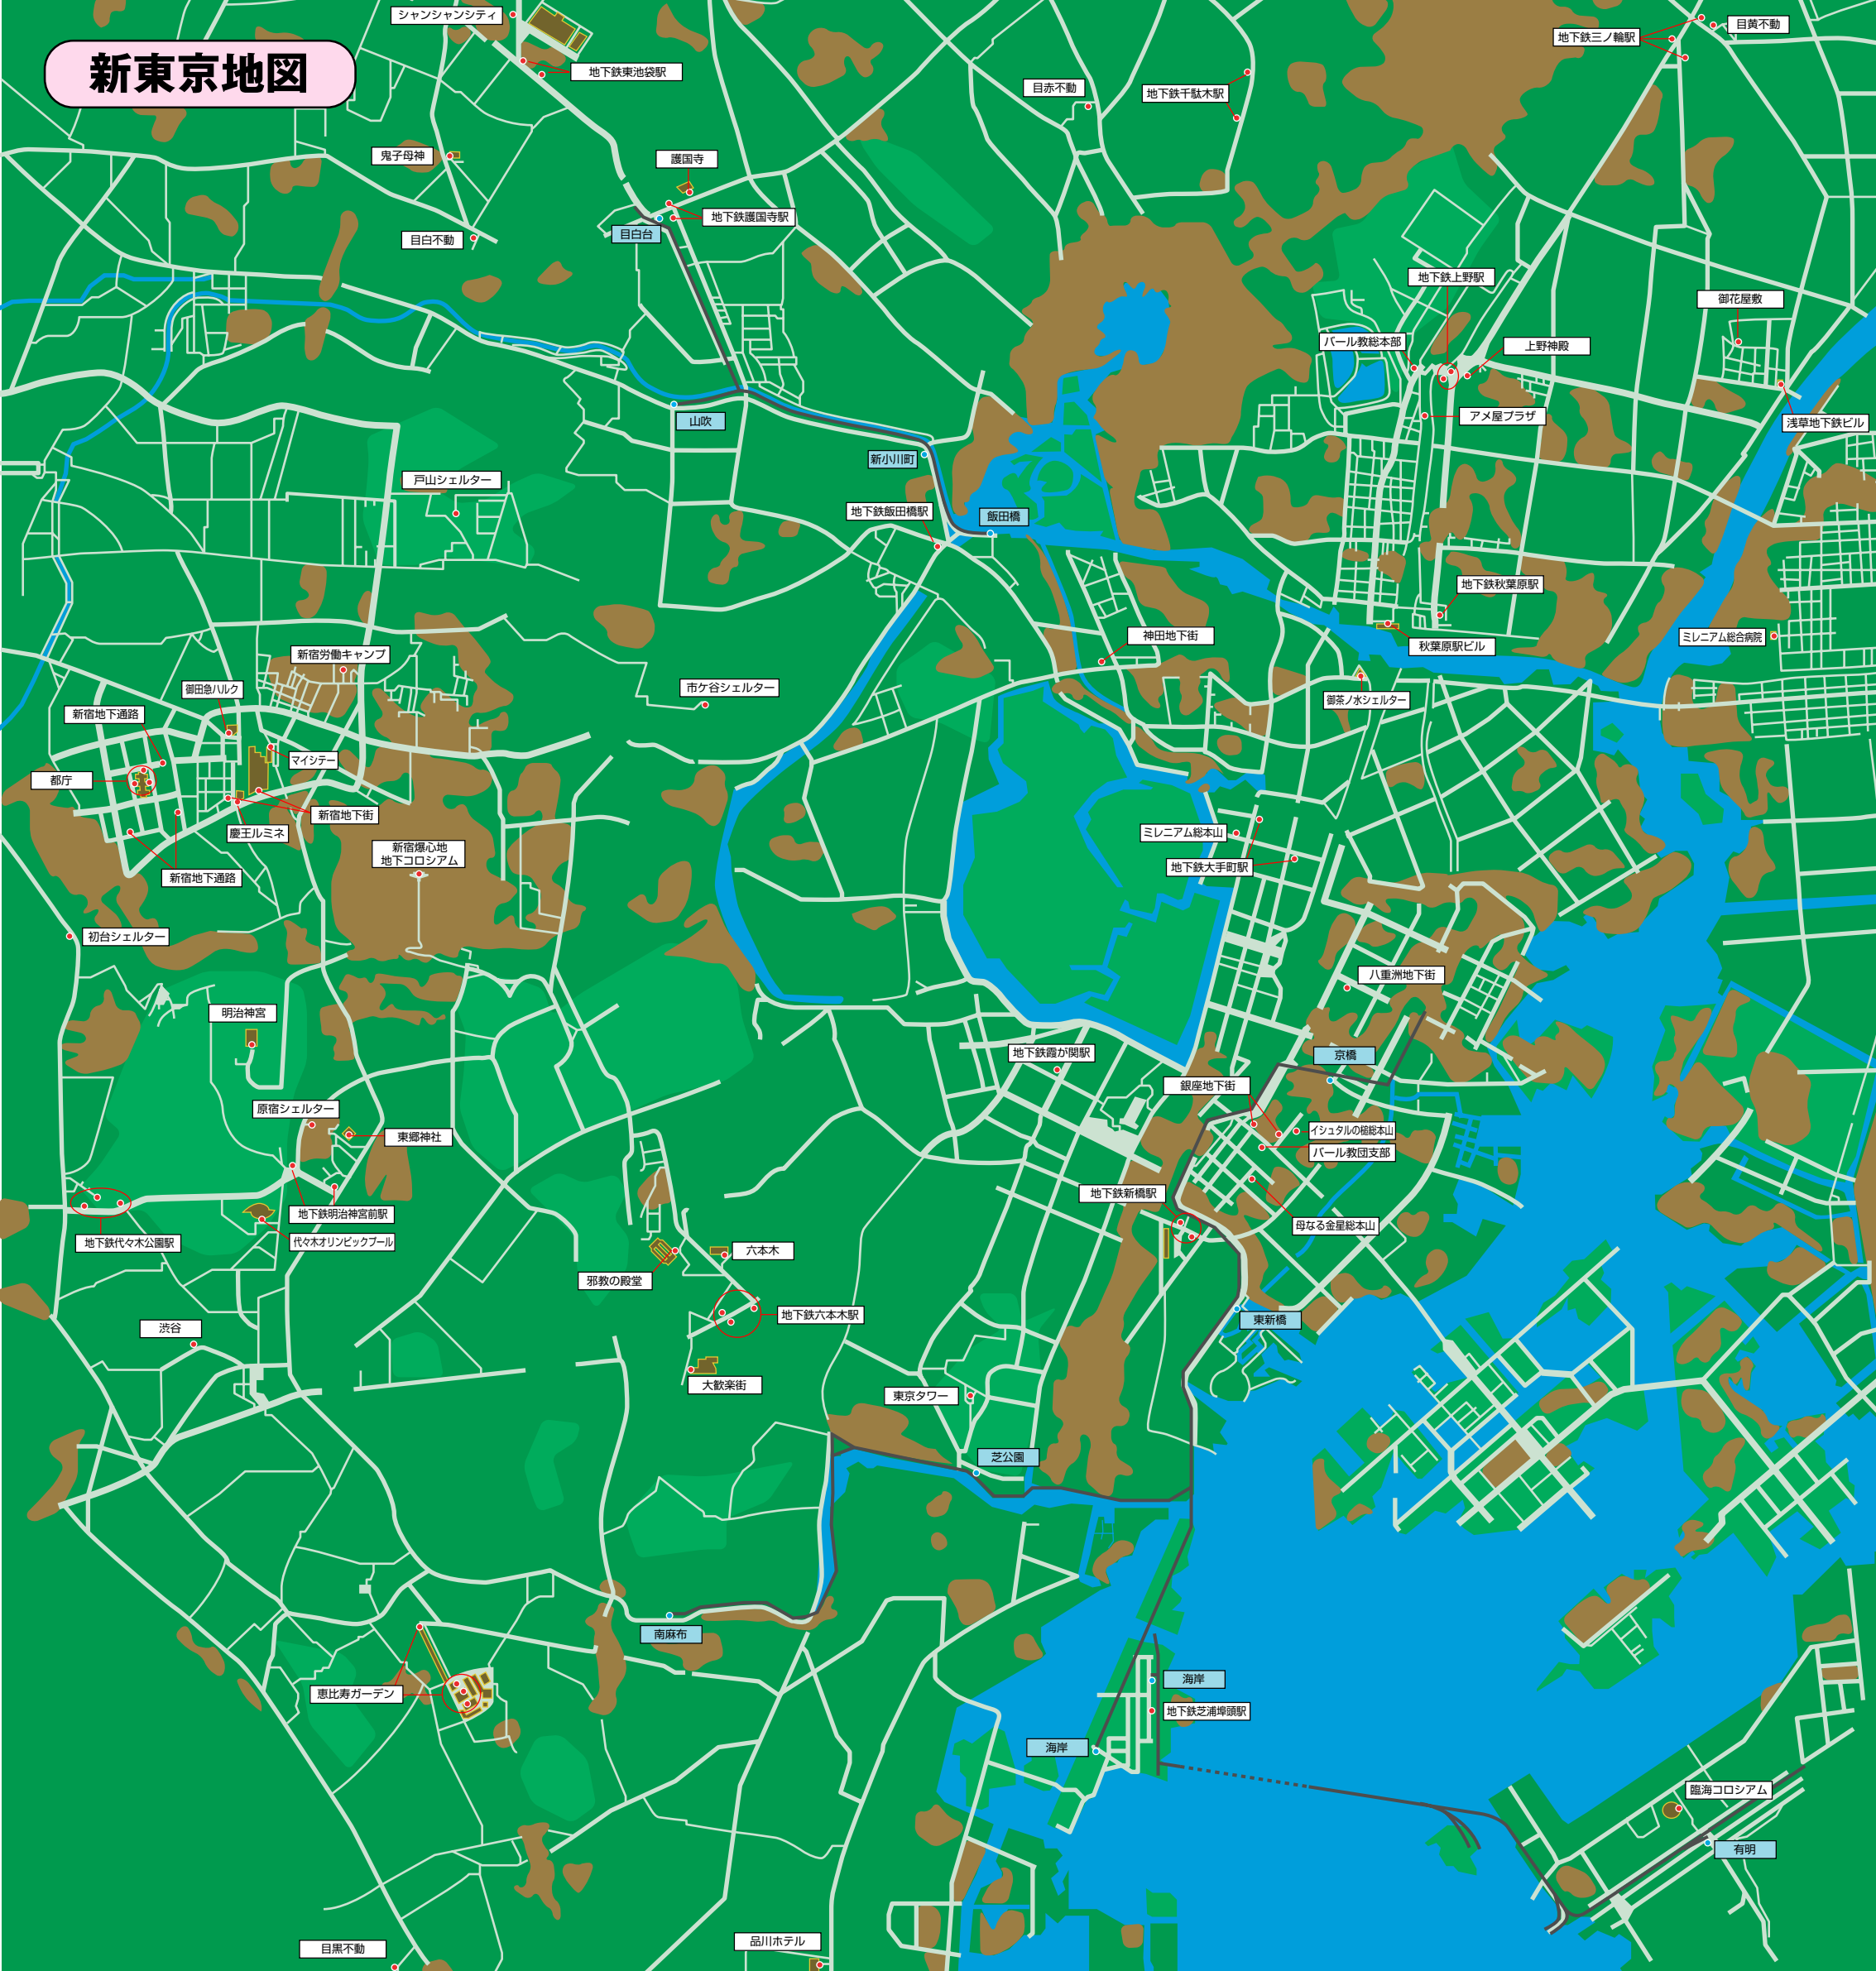 シャンシャンシティ
目黄不動
地下鉄三ノ輪駅
新東京地図
地下鉄東池袋駅
目赤不動
地下鉄千駄木駅
鬼子母神
護国寺
地下鉄護国寺駅
目白台
目白不動
地下鉄上野駅
御花屋敷
バール教総本部
上野神殿
山吹
アメ屋プラザ
浅草地下鉄ビル
新小川町
戸山シェルター
地下鉄飯田橋駅
飯田橋
地下鉄秋葉原駅
神田地下街
ミレニアム総合病院
秋葉原駅ビル
新宿労働キャンプ
御田急ハルク
市ケ谷シェルター
御茶ノ水シェルター
新宿地下通路
マイシテー
都庁
新宿地下街
慶王ルミネ
ミレニアム総本山
新宿爆心地
地下コロシアム
地下鉄大手町駅
新宿地下通路
初台シェルター
八重洲地下街
明治神宮
地下鉄霞が関駅
京橋
銀座地下街
原宿シェルター
イシュタルの槌総本山
東郷神社
バール教団支部
地下鉄新橋駅
地下鉄明治神宮前駅
母なる金星総本山
地下鉄代々木公園駅
代々木オリンピックプール
六本木
邪教の殿堂
地下鉄六本木駅
東新橋
渋谷
大歓楽街
東京タワー
芝公園
南麻布
海岸
恵比寿ガーデン
地下鉄芝浦埠頭駅
海岸
臨海コロシアム
有明
品川ホテル
目黒不動